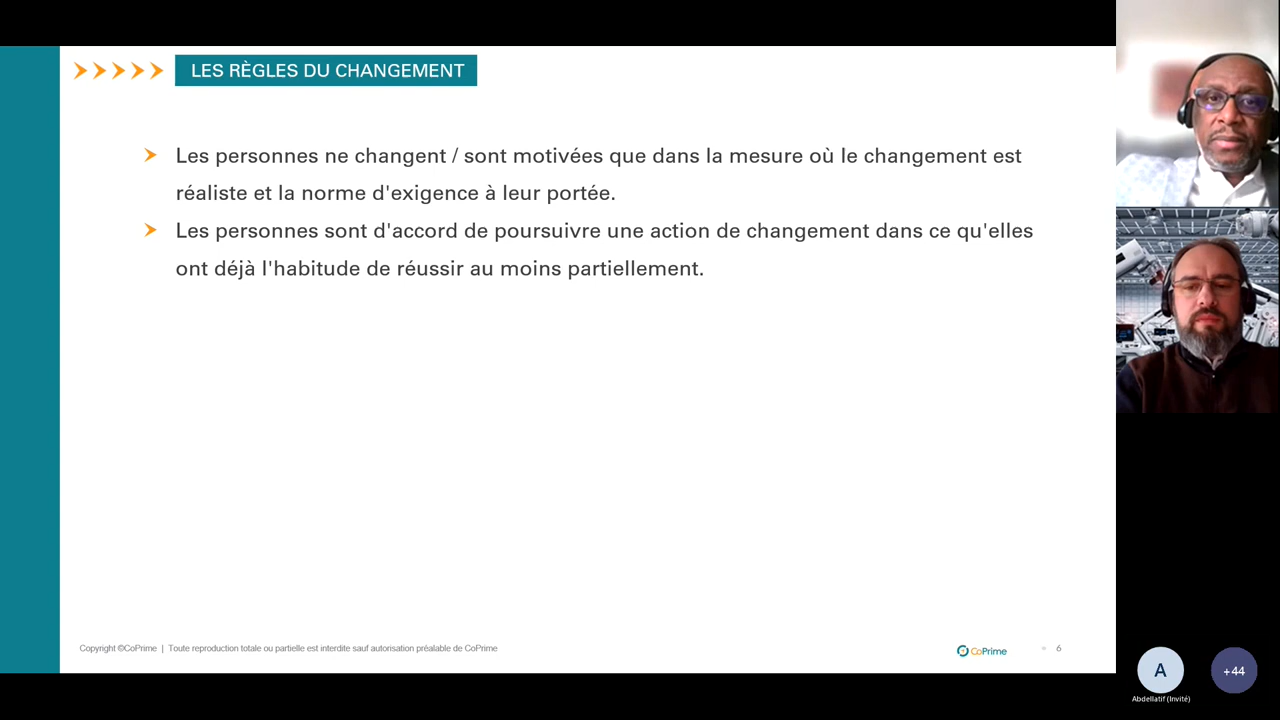 LES RÈGLES DU CHANGEMENT
Les personnes ne changent / sont motivées que dans la mesure où le changement est
réaliste et la norme d'exigence à leur portée.
Les personnes sont d'accord de poursuivre une action de changement dans ce qu'elles
ont déjà l'habitude de réussir au moins partiellement.
Copyright ©CoPrime | Toute reproduction totale ou partielle est interdite sauf autorisation préalable de CoPrime
CoPrime
6
A
+44
Abdellatif (Invité)